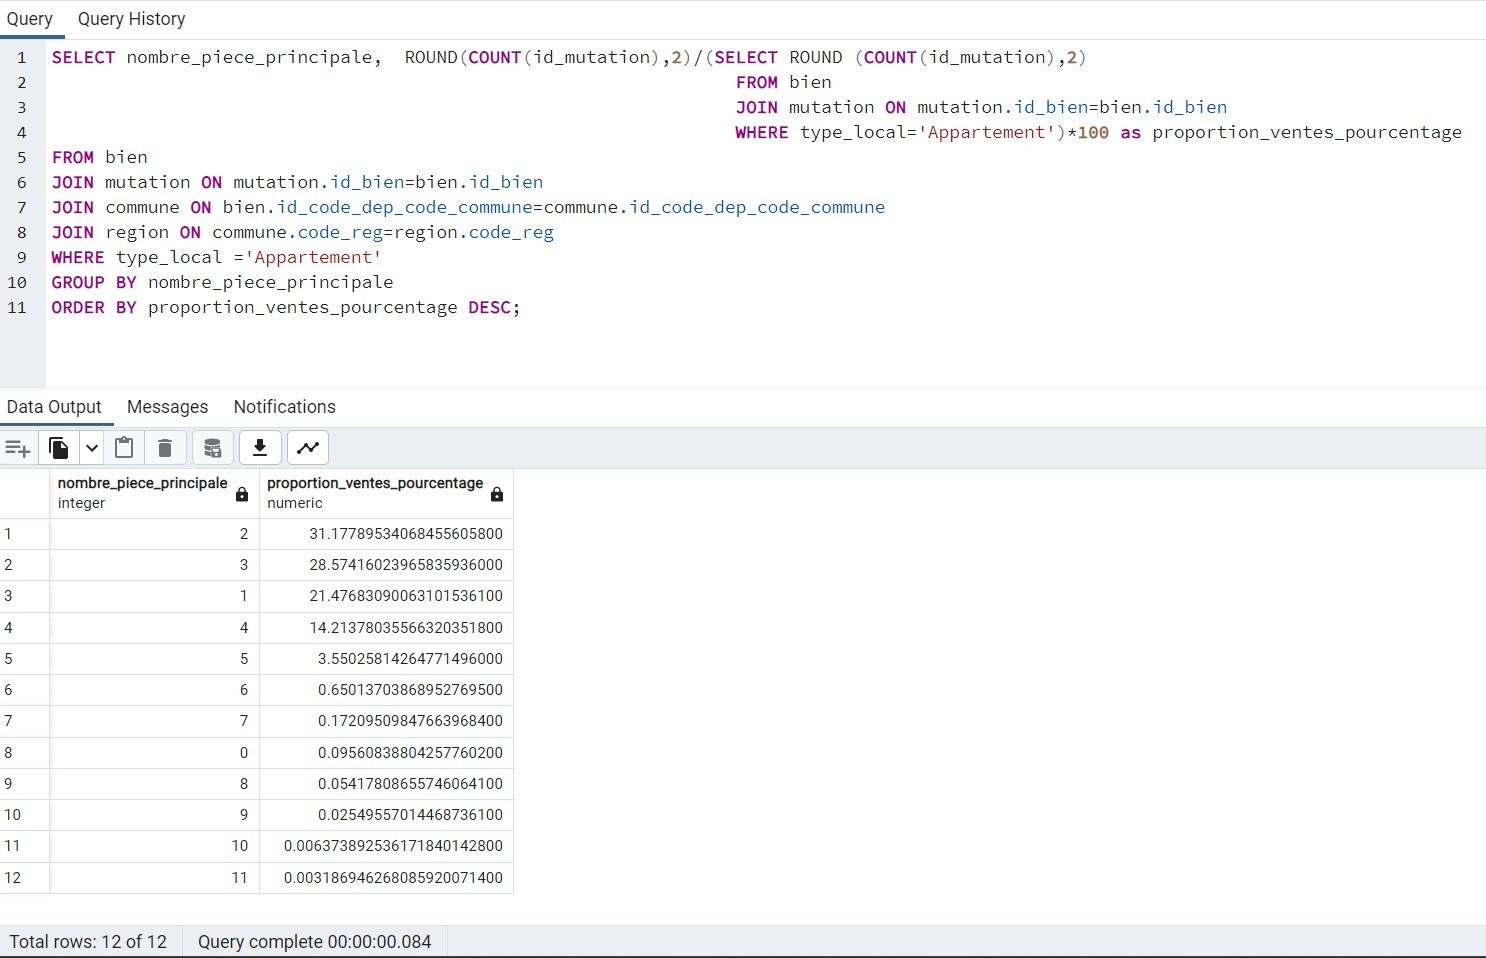 Query Query History
1 SELECT nombre_piece_principale, ROUND(COUNT(id_mutation),2)/(SELECT ROUND (COUNT(id_mutation),2)
2 FROM bien
3 JOIN mutation ON mutation.id_bien=bien.id_bien
4 WHERE type_local='Appartement')*100 as proportion_ventes_pourcentage
5 FROM bien
6 JOIN mutation ON mutation.id_bien=bien.id_bien
7 JOIN commune ON bien.id_code_dep_code_commune=commune.id_code_dep_code_commune
8 JOIN region ON commune.code_reg=region.code_reg
9 WHERE type_local ='Appartement'
10 GROUP BY nombre_piece_principale
11 ORDER BY proportion_ventes_pourcentage DESC;
Data Output Messages Notifications
nombre_piece_principale proportion_ventes_pourcentage
integer numeric
1 2 31.17789534068455605800
2 3 28.57416023965835936000
3 1 21.47683090063101536100
4 4 14.21378035566320351800
5 5 3.55025814264771496000
6 6 0.65013703868952769500
7 7 0.17209509847663968400
8 0 0.09560838804257760200
9 8 0.05417808655746064100
10 9 0.02549557014468736100
11 10 0.006373892536171840142800
12 11 0.003186946268085920071400
Total rows: 12 of 12 Query complete 00:00:00.084